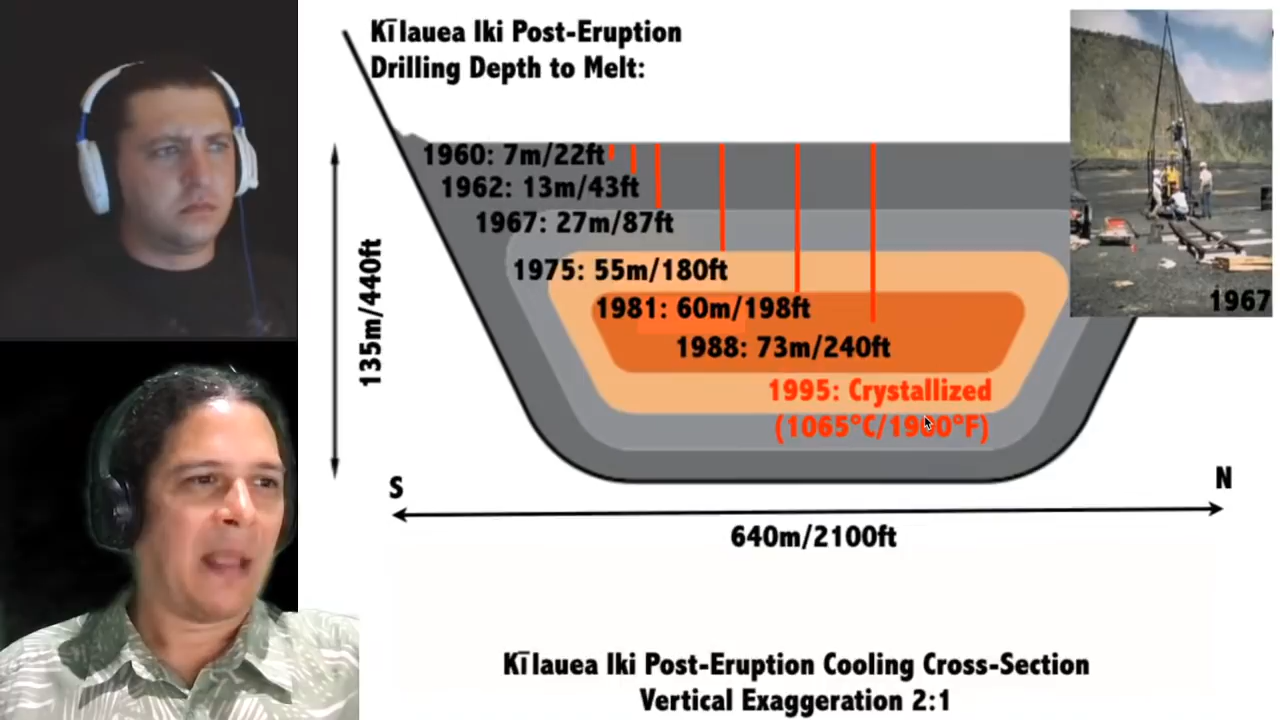 Kīlauea Iki Post-Eruption
Drilling Depth to Melt:
1960: 7m/22ft
1962: 13m/43ft
1967: 27m/87ft
1975: 55m/180ft
1981: 60m/198ft
1988: 73m/240ft
1995: Crystallized
(1065°C/1900°F)
135m/440ft
1967
S
N
640m/2100ft
Kīlauea Iki Post-Eruption Cooling Cross-Section
Vertical Exaggeration 2:1